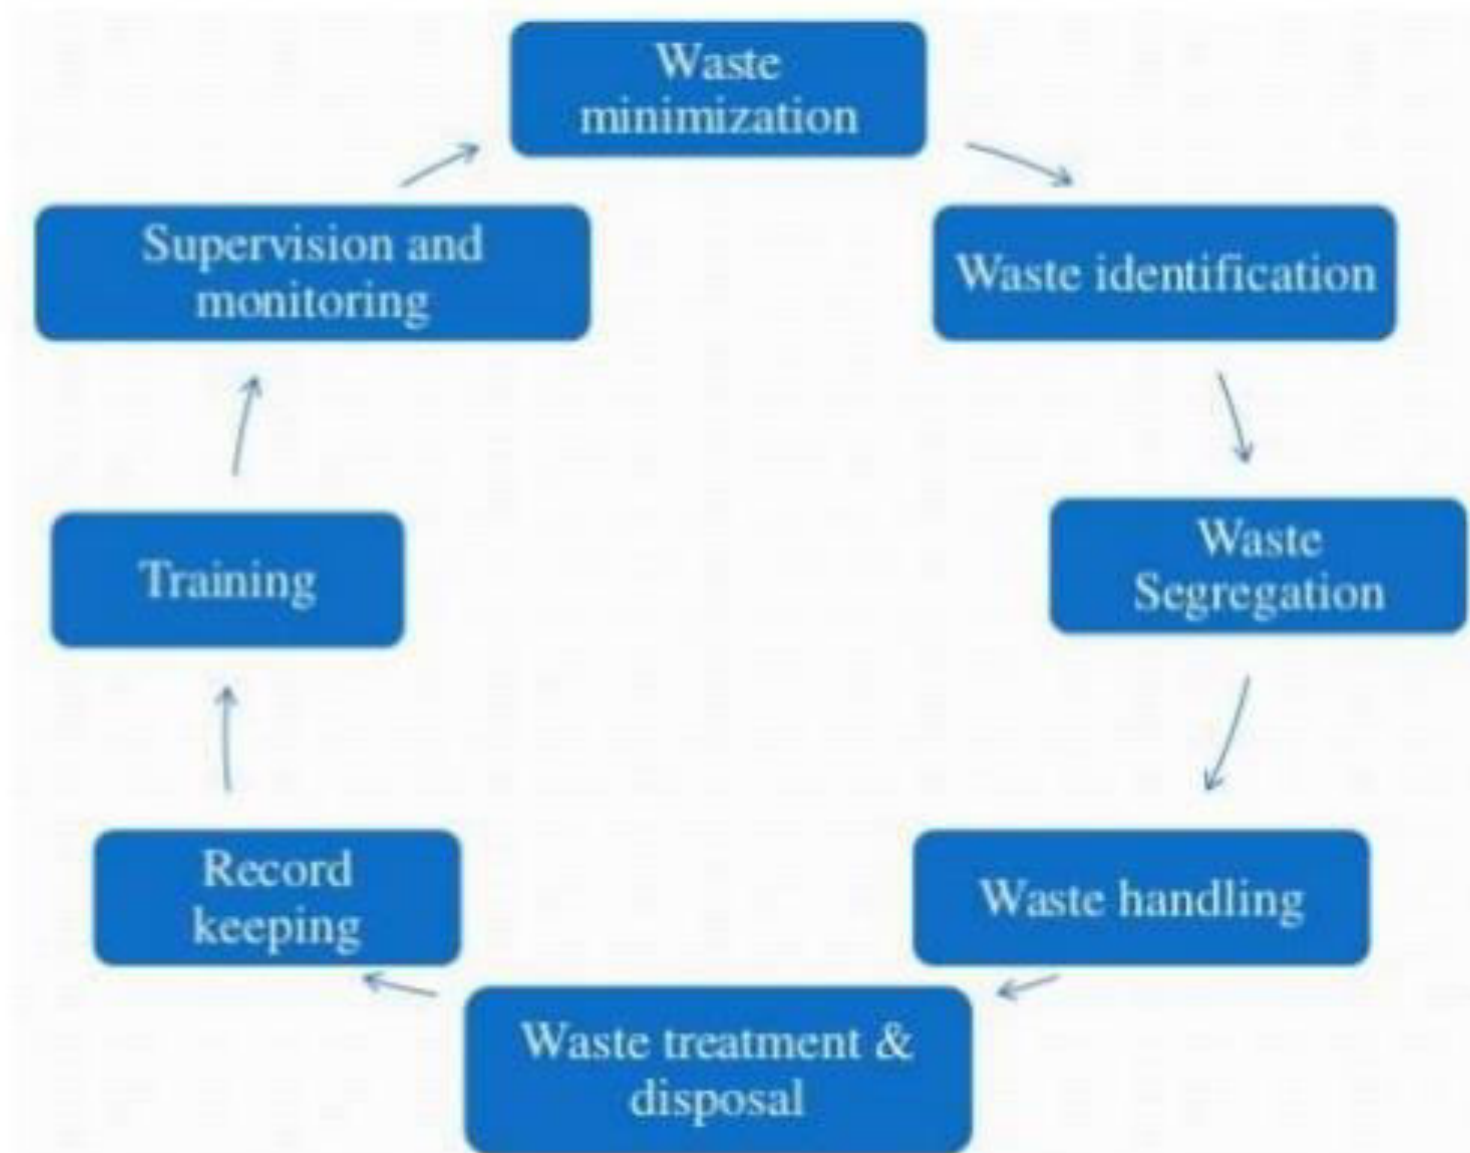 Waste
minimization
Waste identification
Waste
Segregation
Waste handling
Waste treatment &
disposal
Record
keeping
Training
Supervision and
monitoring